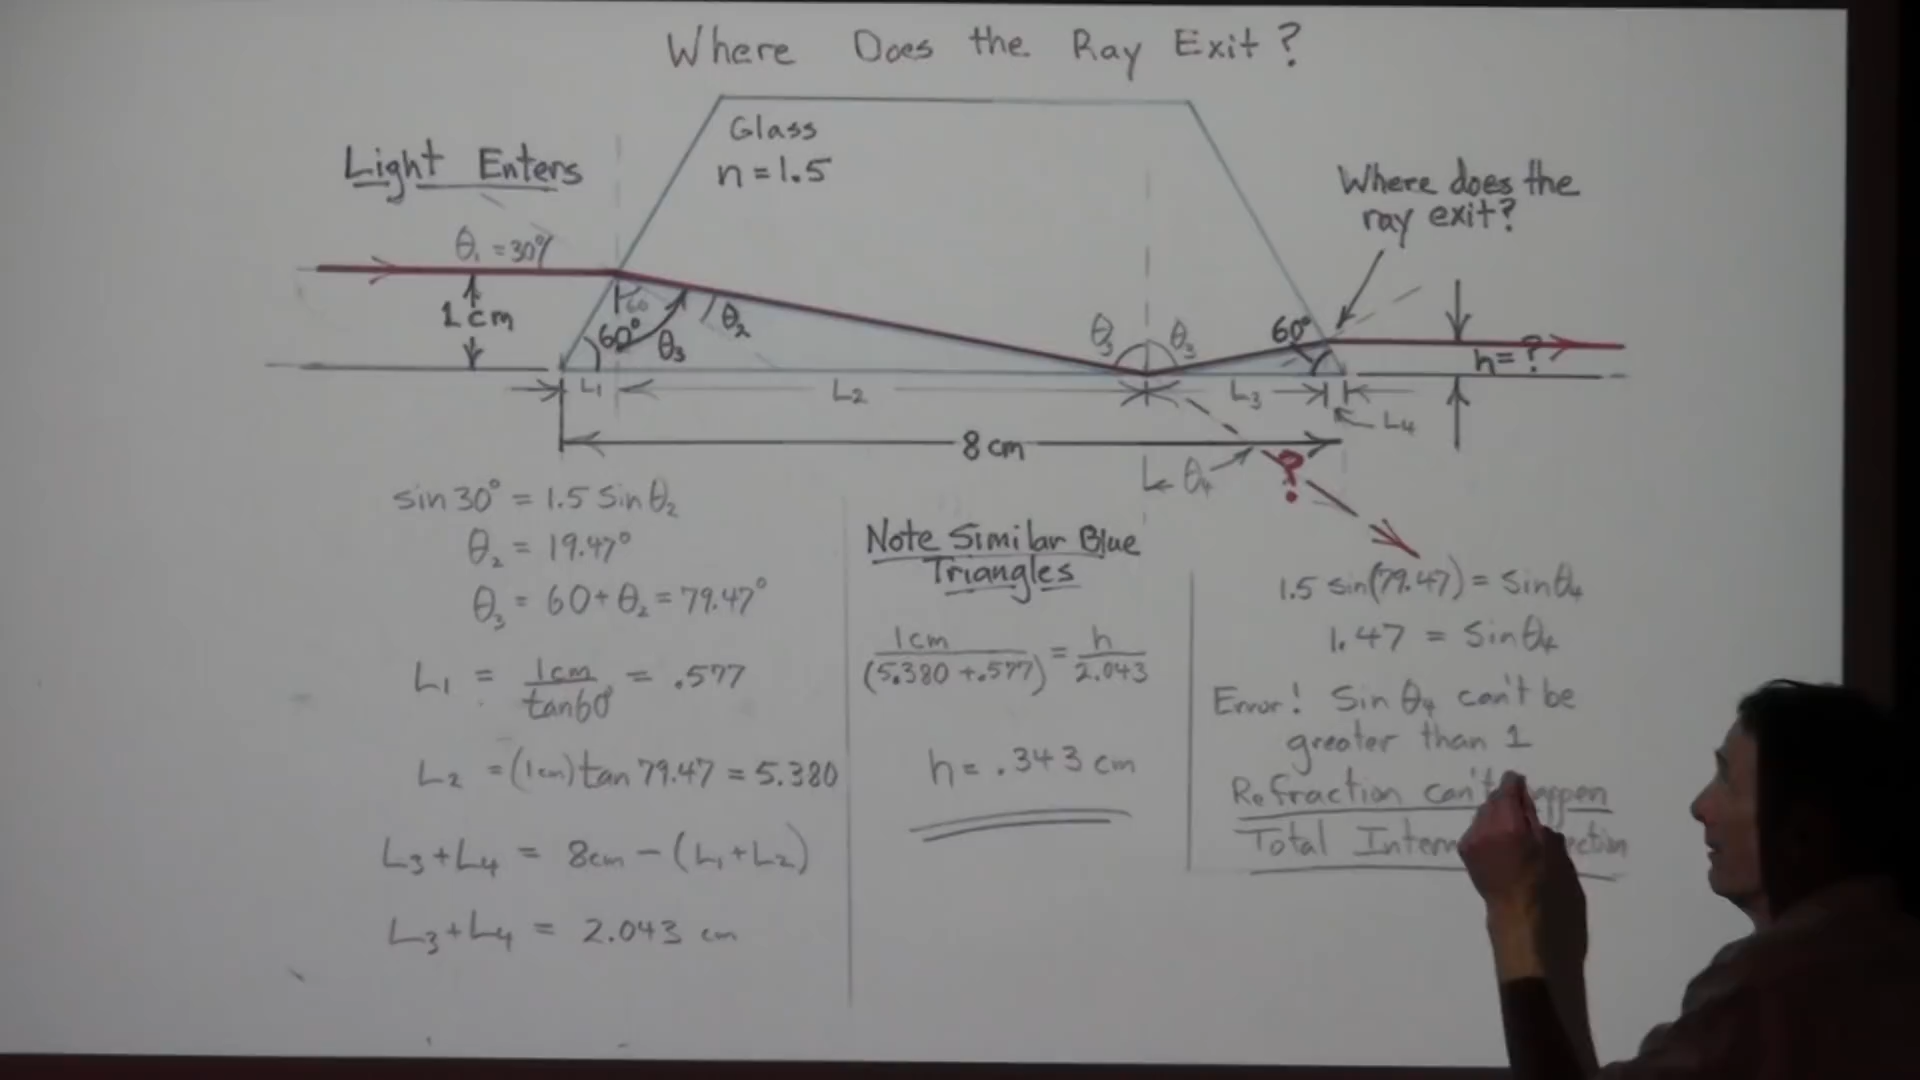 Where Does the Ray Exit?
Glass
n = 1.5
Light Enters
Where does the
ray exit?
θ₁ = 30°
1 cm
60
60°
θ₃
θ₂
θ₃
θ₃
60°
h = ?
L₁
L₂
L₃
L₄
8 cm
θ₄
?
sin 30° = 1.5 sin θ₂
θ₂ = 19.47°
θ₃ = 60 + θ₂ = 79.47°
L₁ = 1cm / tan60° = .577
L₂ = (1cm) tan 79.47 = 5.380
L₃ + L₄ = 8cm − (L₁ + L₂)
L₃ + L₄ = 2.043 cm
Note Similar Blue
Triangles
1cm / (5.380 + .577) = h / 2.043
h = .343 cm
1.5 sin(79.47) = sin θ₄
1.47 = sin θ₄
Error! Sin θ₄ can't be
greater than 1
Refraction can't
Total